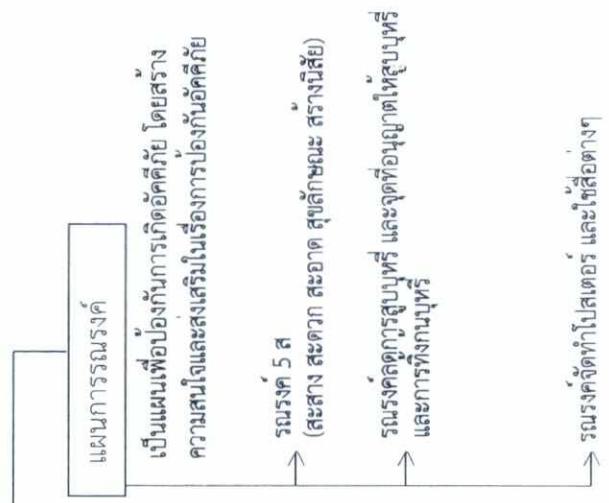 แผนการรณรงค์
เป็นแผนเพื่อป้องกันการเกิดอัคคีภัย โดยสร้าง
ความสนใจและส่งเสริมในเรื่องการป้องกันอัคคีภัย
รณรงค์ 5 ส
(สะสาง สะดวก สะอาด สุขลักษณะ สร้างนิสัย)
รณรงค์ลดการสูบบุหรี่ และจุดที่อนุญาตให้สูบบุหรี่
และการทิ้งก้นบุหรี่
รณรงค์จัดทำโปสเตอร์ และใช้สื่อต่างๆ